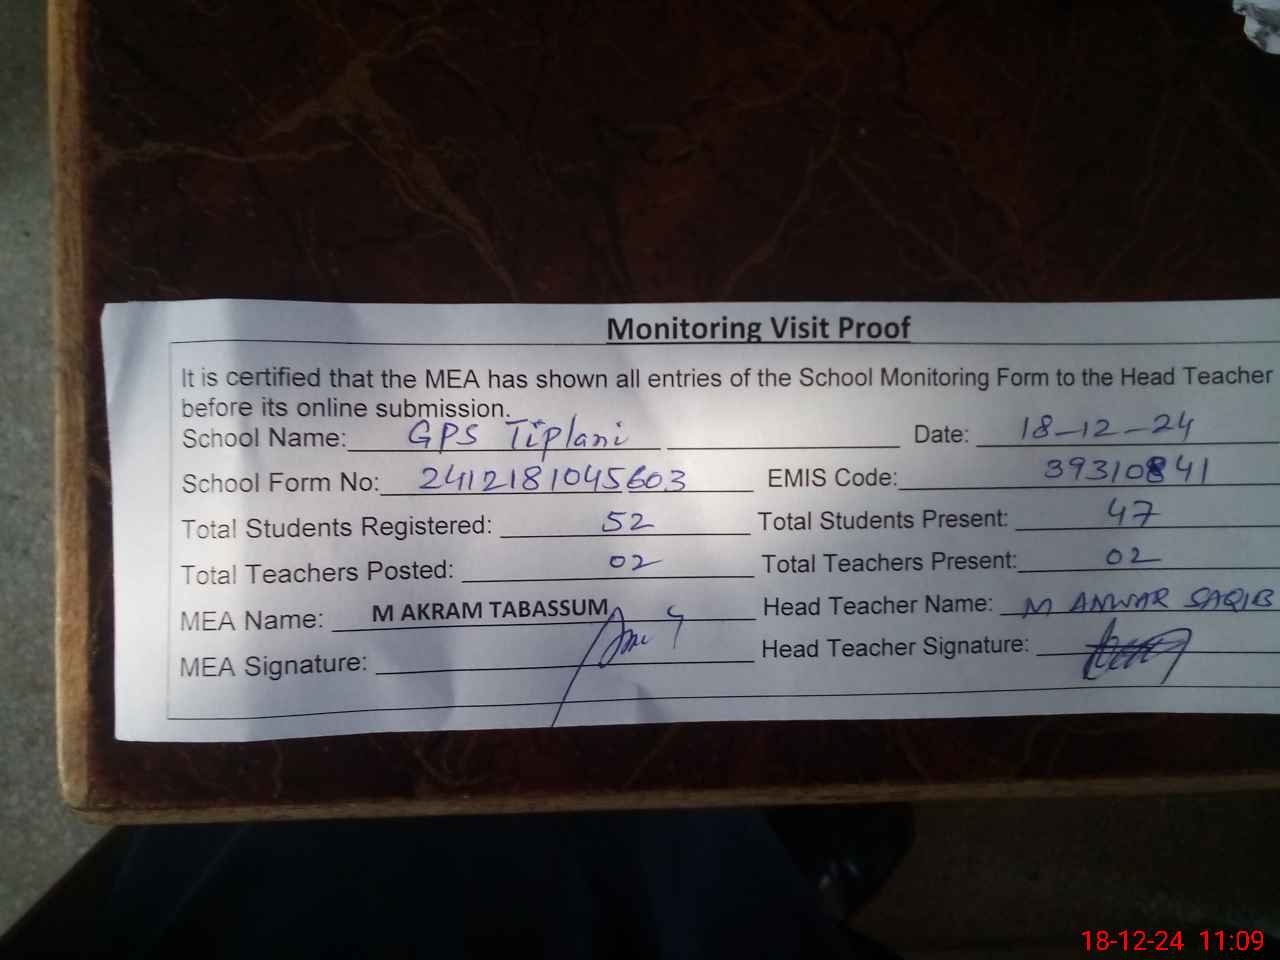 Monitoring Visit Proof
It is certified that the MEA has shown all entries of the School Monitoring Form to the Head Teacher
before its online submission.
School Name: GPS Tiplani Date: 18-12-24
School Form No: 2412181045603 EMIS Code: 39310841
Total Students Registered: 52 Total Students Present: 47
Total Teachers Posted: 02 Total Teachers Present: 02
MEA Name: M AKRAM TABASSUM Head Teacher Name: M ANWAR SAQIB
MEA Signature: Head Teacher Signature:
18-12-24 11:09